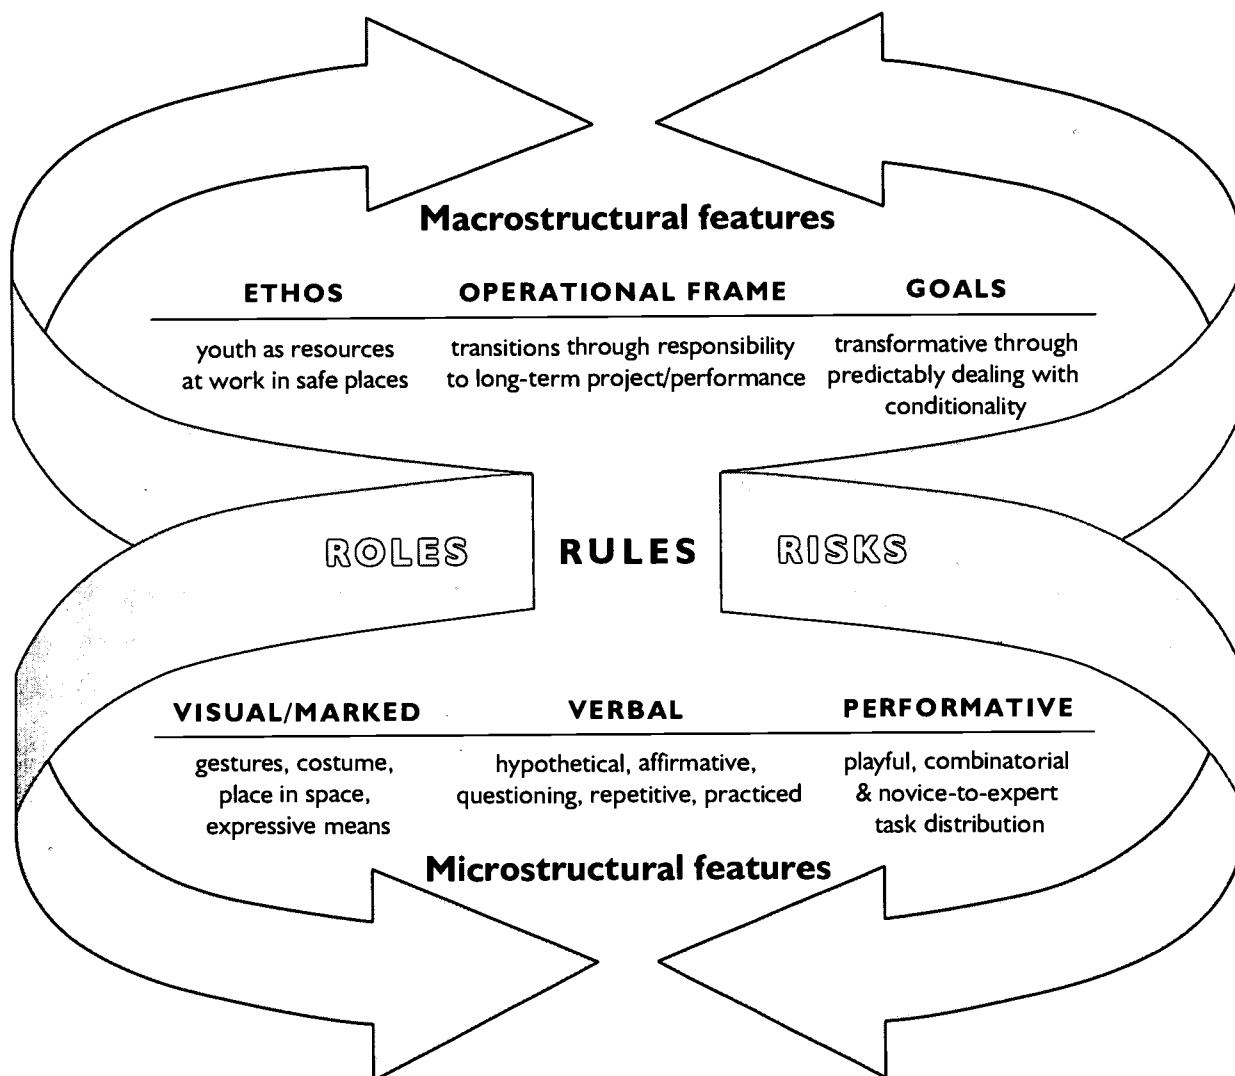 Macrostructural features
ETHOS OPERATIONAL FRAME GOALS
youth as resources
at work in safe places
transitions through responsibility
to long-term project/performance
transformative through
predictably dealing with
conditionality
ROLES RULES RISKS
VISUAL/MARKED VERBAL PERFORMATIVE
gestures, costume,
place in space,
expressive means
hypothetical, affirmative,
questioning, repetitive, practiced
playful, combinatorial
& novice-to-expert
task distribution
Microstructural features